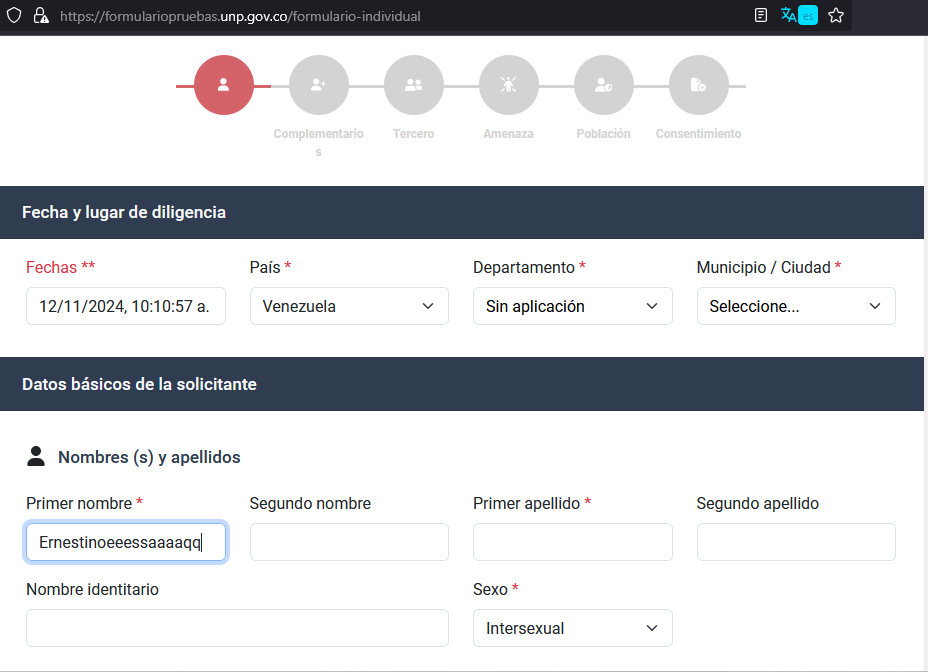 https://formulariopruebas.unp.gov.co/formulario-individual
es
Complementario
s
Tercero
Amenaza
Población
Consentimiento
Fecha y lugar de diligencia
Fechas **
País *
Departamento *
Municipio / Ciudad *
12/11/2024, 10:10:57 a.
Venezuela
Sin aplicación
Seleccione...
Datos básicos de la solicitante
Nombres (s) y apellidos
Primer nombre *
Segundo nombre
Primer apellido *
Segundo apellido
Ernestinoeeessaaaaqq
Nombre identitario
Sexo *
Intersexual